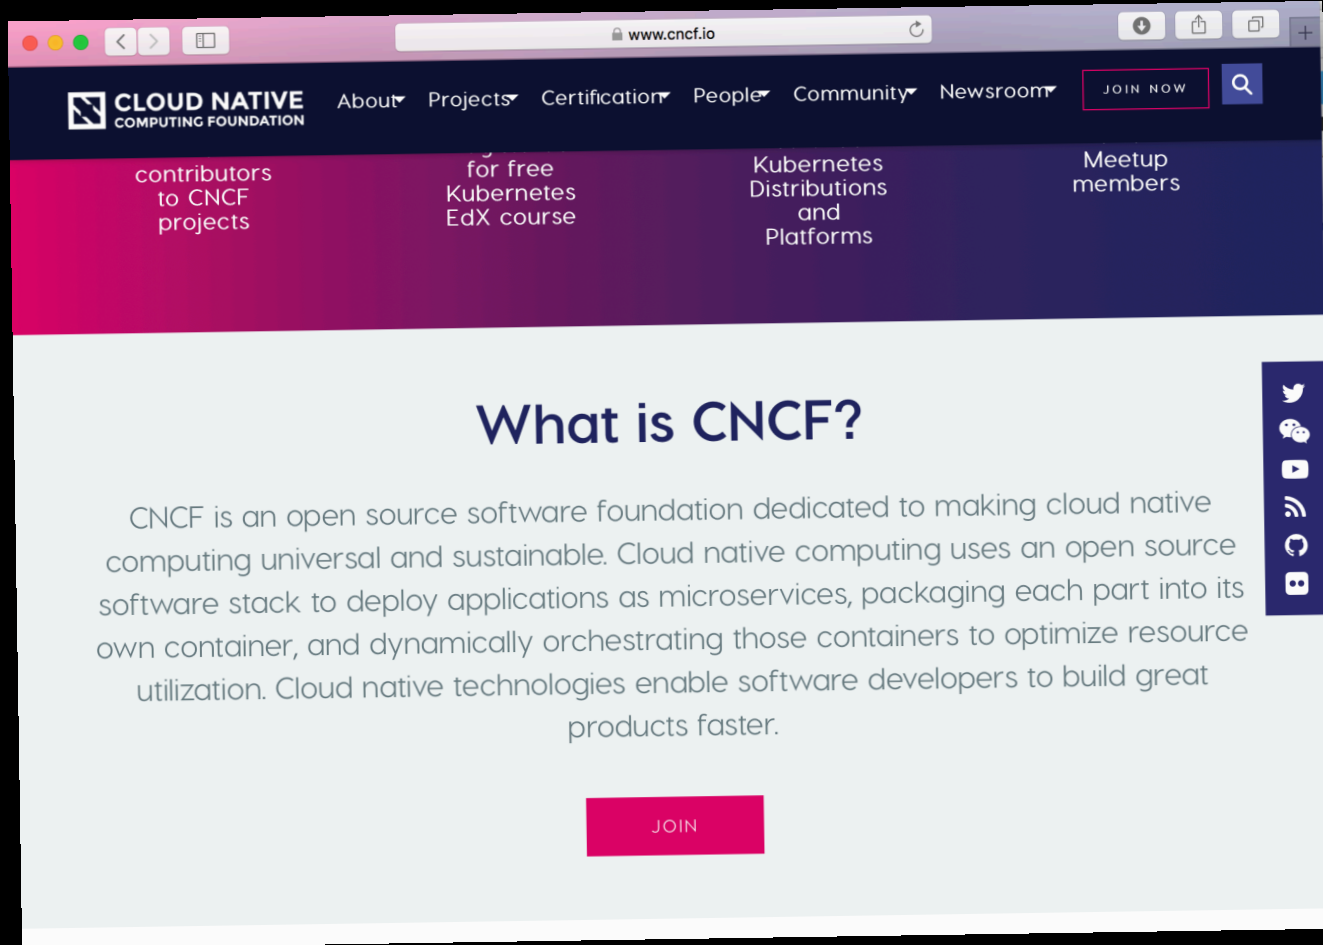 www.cncf.io
CLOUD NATIVE
COMPUTING FOUNDATION
About
Projects
Certification
People
Community
Newsroom
JOIN NOW
contributors
to CNCF
projects
for free
Kubernetes
EdX course
Kubernetes
Distributions
and
Platforms
Meetup
members
What is CNCF?
CNCF is an open source software foundation dedicated to making cloud native
computing universal and sustainable. Cloud native computing uses an open source
software stack to deploy applications as microservices, packaging each part into its
own container, and dynamically orchestrating those containers to optimize resource
utilization. Cloud native technologies enable software developers to build great
products faster.
JOIN